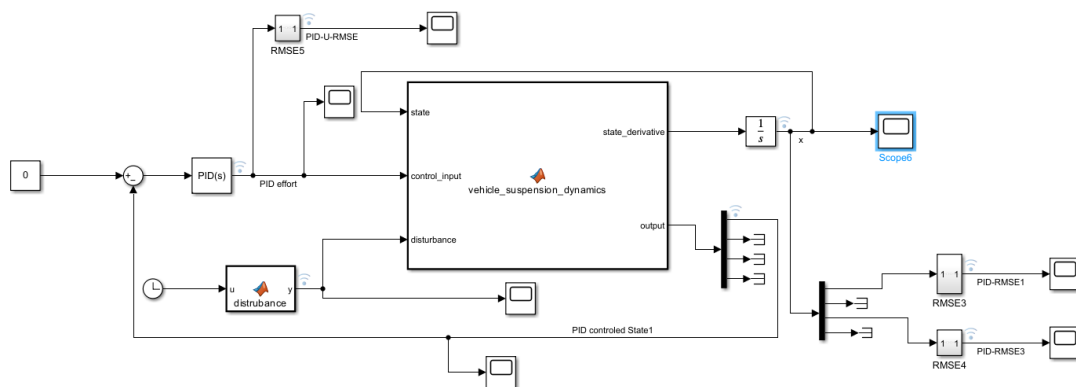 1 1
PID-U-RMSE
RMSE5
state
state_derivative
1
s
x
Scope6
0
+
−
PID(s)
PID effort
control_input
vehicle_suspension_dynamics
output
disturbance
u
y
distrubance
1 1
PID-RMSE1
RMSE3
PID controled State1
1 1
PID-RMSE3
RMSE4